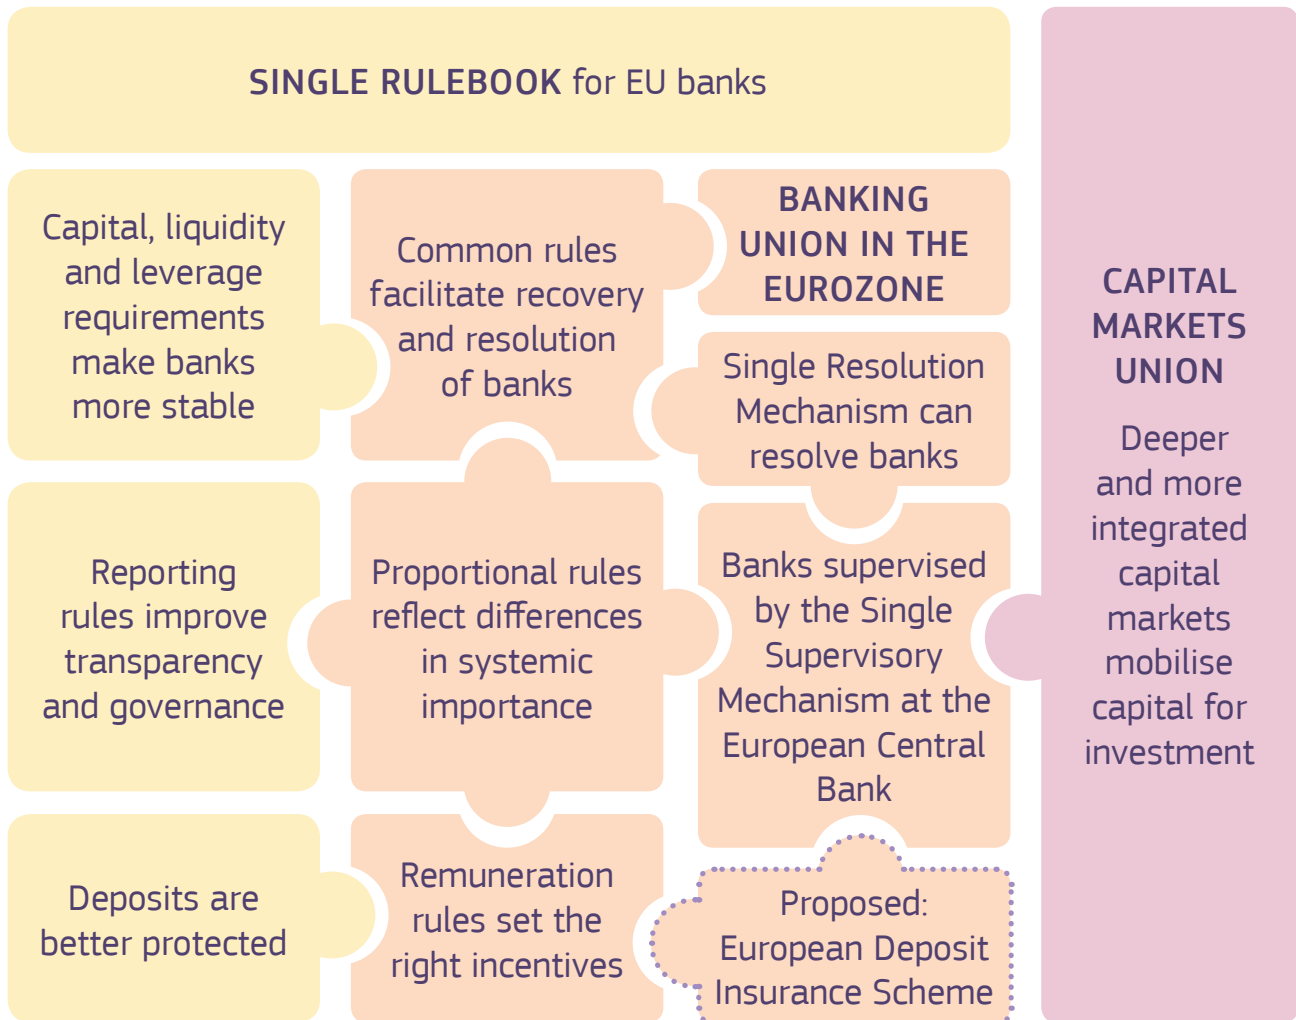 SINGLE RULEBOOK for EU banks
Capital, liquidity
and leverage
requirements
make banks
more stable
Common rules
facilitate recovery
and resolution
of banks
BANKING
UNION IN THE
EUROZONE
Single Resolution
Mechanism can
resolve banks
Reporting
rules improve
transparency
and governance
Proportional rules
reflect differences
in systemic
importance
Banks supervised
by the Single
Supervisory
Mechanism at the
European Central
Bank
Deposits are
better protected
Remuneration
rules set the
right incentives
Proposed:
European Deposit
Insurance Scheme
CAPITAL
MARKETS
UNION
Deeper
and more
integrated
capital
markets
mobilise
capital for
investment